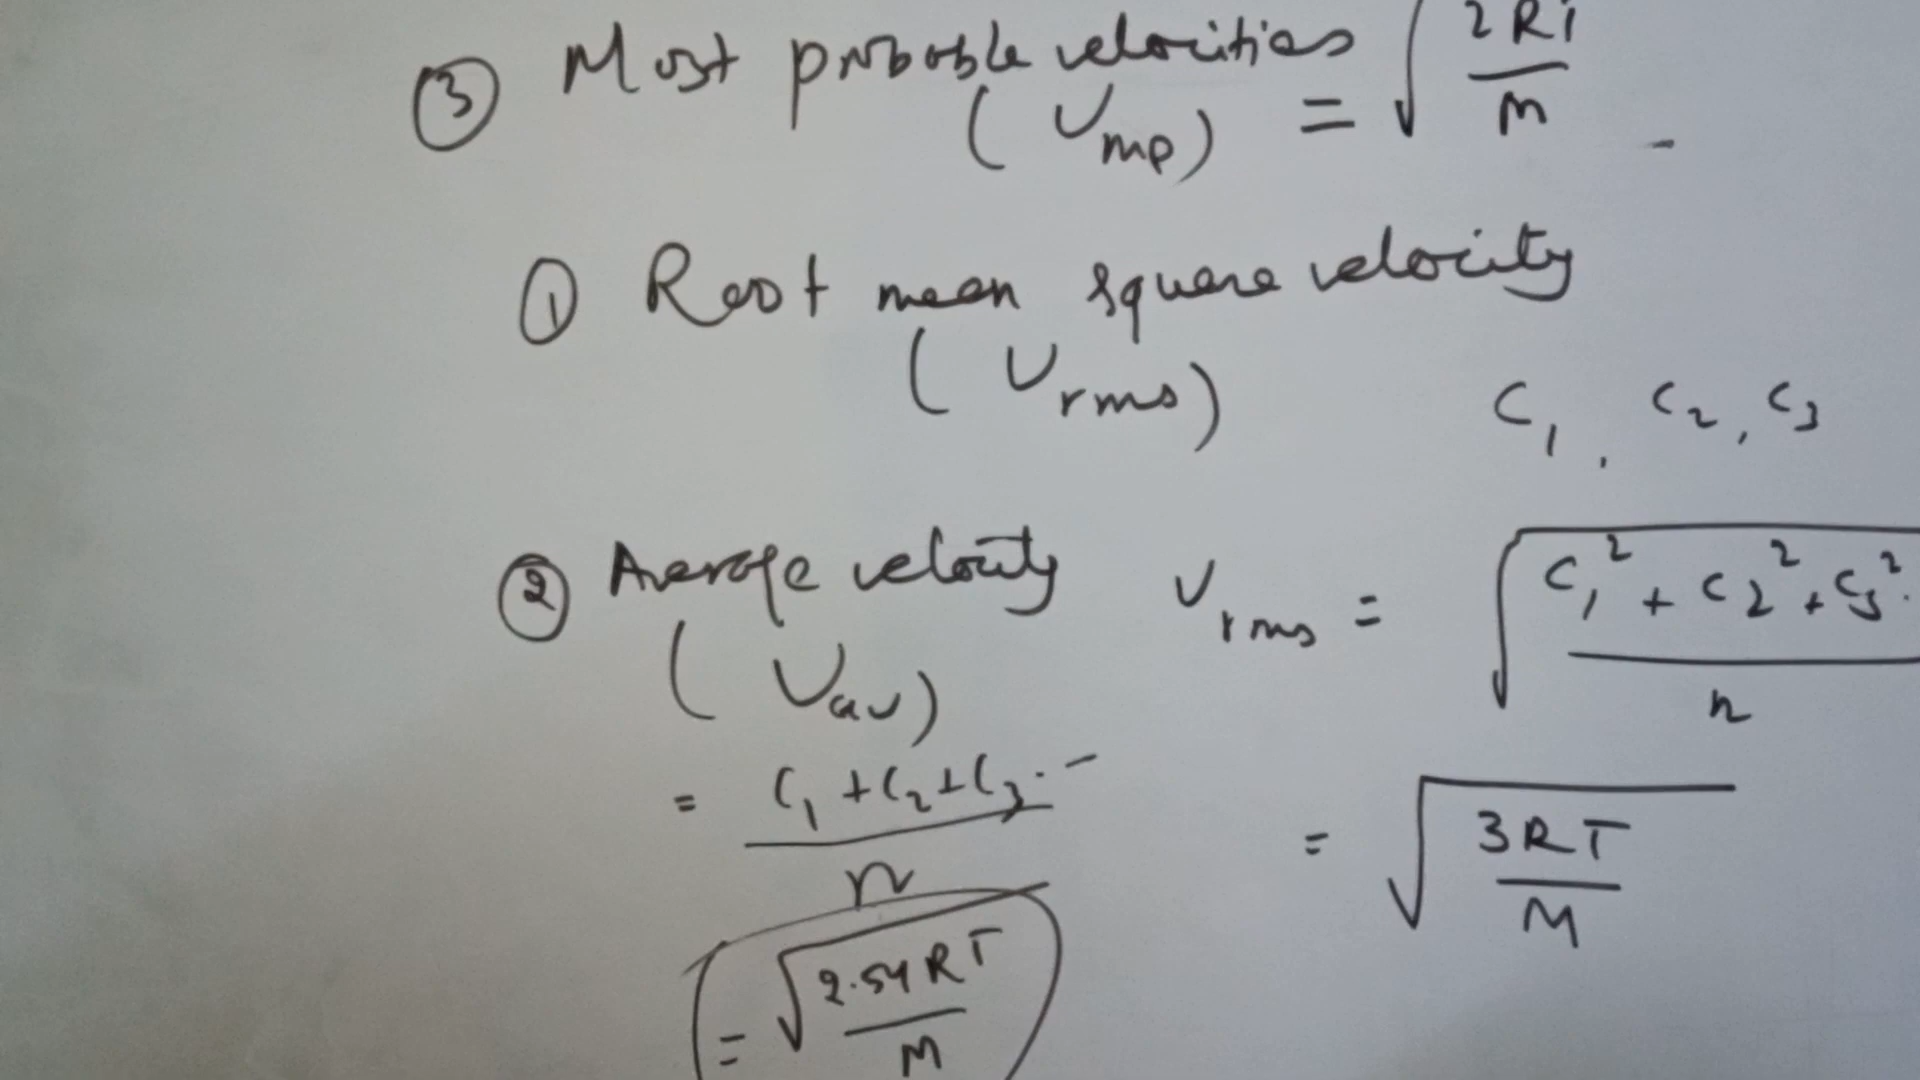 ③ Most probable velocities
(Vmp) = √(2RT/M)
① Root mean square velocity
(Vrms)
C₁, C₂, C₃
② Average velocity
(Vav)
= C₁+C₂+C₃.-
n
= √(2.54RT/M)
Vrms = √(C₁²+C₂²+C₃²./n)
= √(3RT/M)